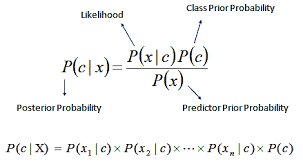 Likelihood
Class Prior Probability
P(c | x) = P(x | c)P(c) / P(x)
Posterior Probability
Predictor Prior Probability
P(c | X) = P(x₁ | c) × P(x₂ | c) × ⋯ × P(xₙ | c) × P(c)